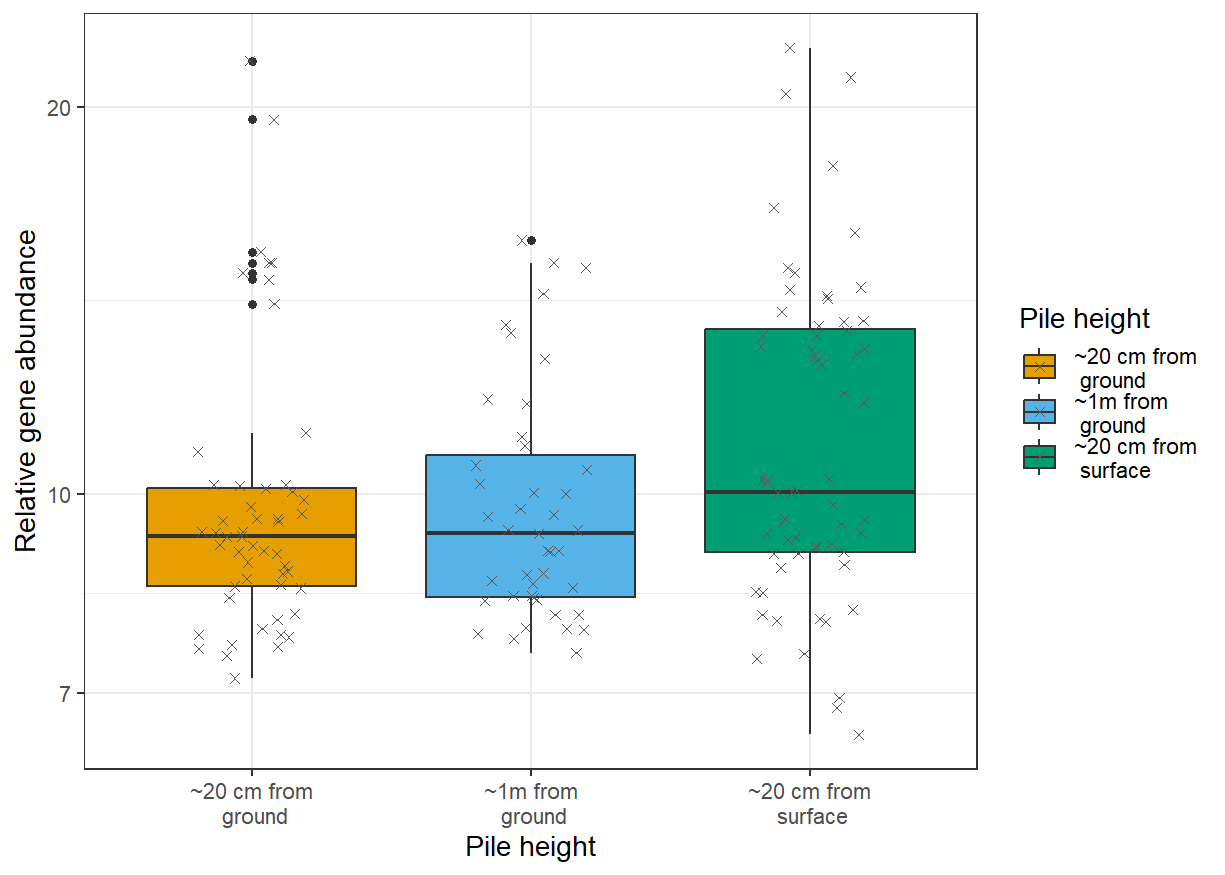 Relative gene abundance
20
10
7
~20 cm from
ground
~1m from
ground
~20 cm from
surface
Pile height
Pile height
~20 cm from
ground
~1m from
ground
~20 cm from
surface